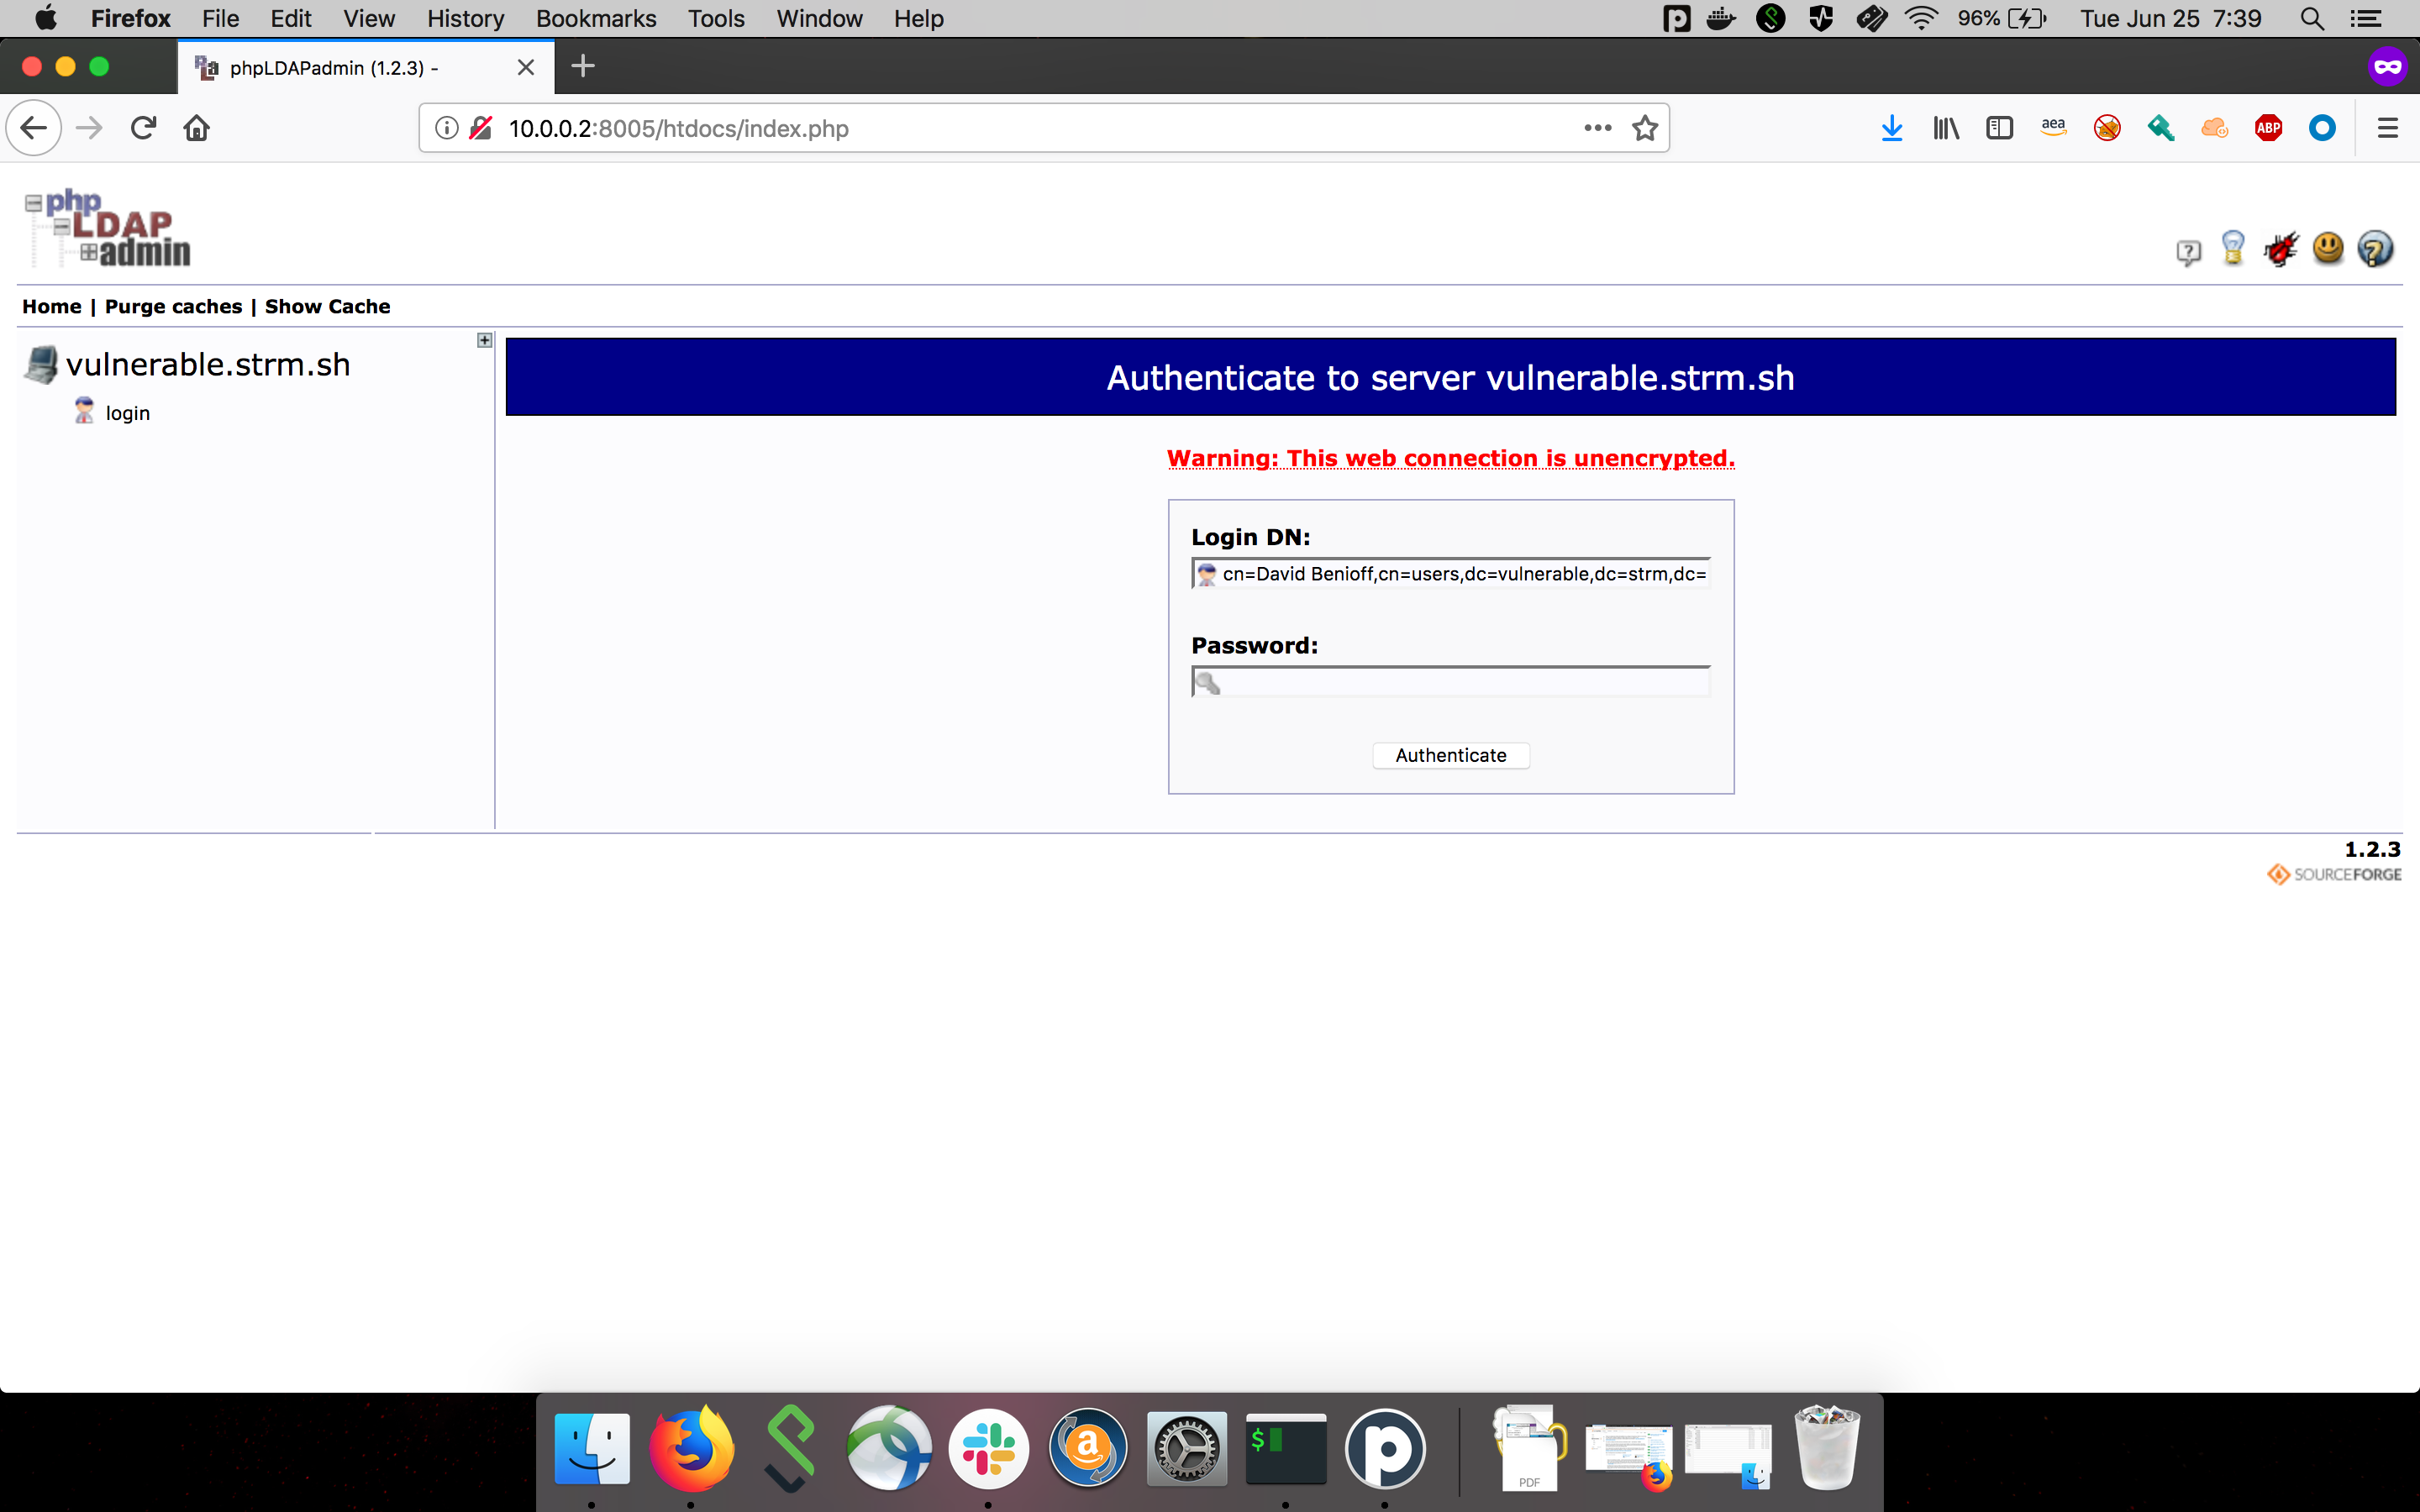 Firefox File Edit View History Bookmarks Tools Window Help 96% Tue Jun 25 7:39
phpLDAPadmin (1.2.3) -
10.0.0.2:8005/htdocs/index.php
aea
ABP
php
LDAP
admin
Home | Purge caches | Show Cache
vulnerable.strm.sh
login
Authenticate to server vulnerable.strm.sh
Warning: This web connection is unencrypted.
Login DN:
cn=David Benioff,cn=users,dc=vulnerable,dc=strm,dc=
Password:
Authenticate
1.2.3
SOURCEFORGE
PDF